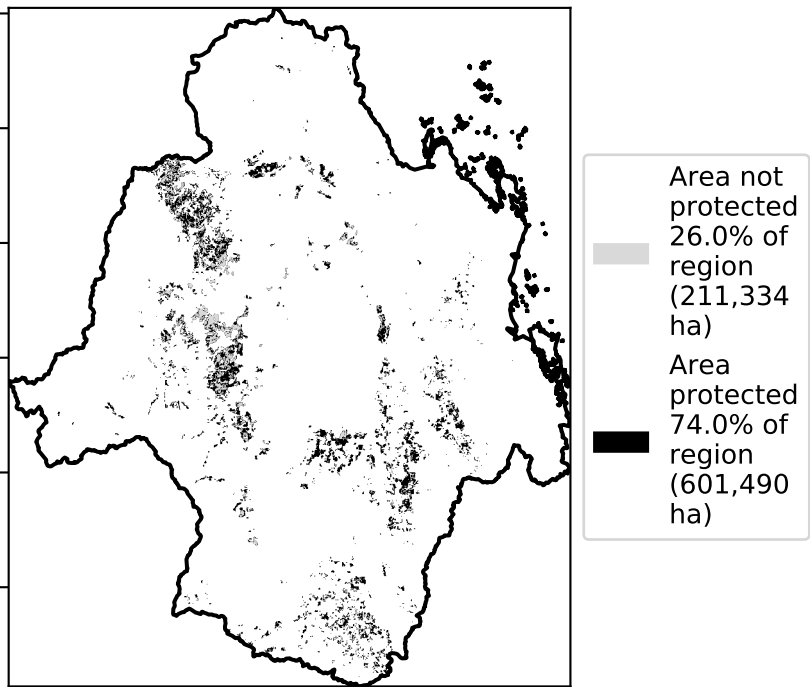 Area not
protected
26.0% of
region
(211,334
ha)
Area
protected
74.0% of
region
(601,490
ha)